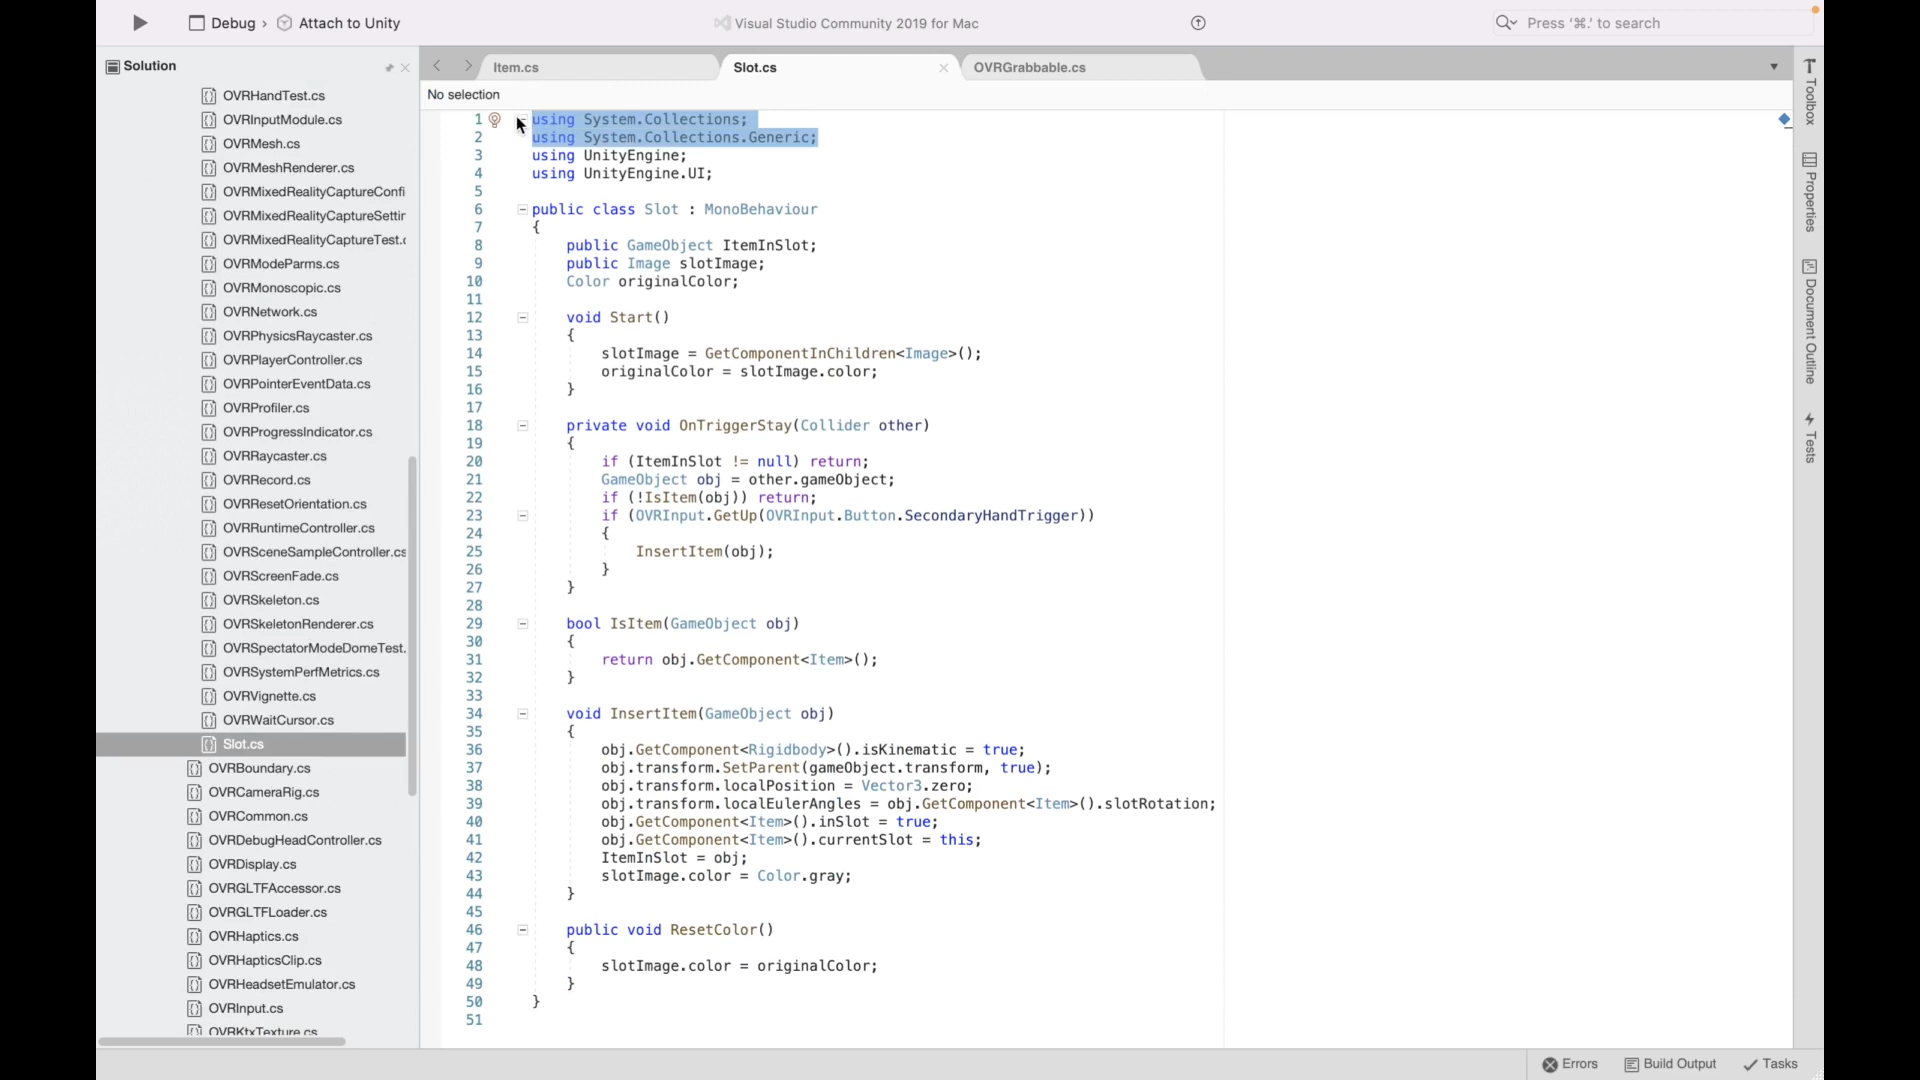 Debug › Attach to Unity
Visual Studio Community 2019 for Mac
Press '⌘.' to search
Solution
OVRHandTest.cs
OVRInputModule.cs
OVRMesh.cs
OVRMeshRenderer.cs
OVRMixedRealityCaptureConfi
OVRMixedRealityCaptureSettin
OVRMixedRealityCaptureTest.c
OVRModeParms.cs
OVRMonoscopic.cs
OVRNetwork.cs
OVRPhysicsRaycaster.cs
OVRPlayerController.cs
OVRPointerEventData.cs
OVRProfiler.cs
OVRProgressIndicator.cs
OVRRaycaster.cs
OVRRecord.cs
OVRResetOrientation.cs
OVRRuntimeController.cs
OVRSceneSampleController.cs
OVRScreenFade.cs
OVRSkeleton.cs
OVRSkeletonRenderer.cs
OVRSpectatorModeDomeTest.
OVRSystemPerfMetrics.cs
OVRVignette.cs
OVRWaitCursor.cs
Slot.cs
OVRBoundary.cs
OVRCameraRig.cs
OVRCommon.cs
OVRDebugHeadController.cs
OVRDisplay.cs
OVRGLTFAccessor.cs
OVRGLTFLoader.cs
OVRHaptics.cs
OVRHapticsClip.cs
OVRHeadsetEmulator.cs
OVRInput.cs
OVRKtxTexture.cs
Item.cs
Slot.cs
OVRGrabbable.cs
No selection
1 using System.Collections;
2 using System.Collections.Generic;
3 using UnityEngine;
4 using UnityEngine.UI;
5
6 public class Slot : MonoBehaviour
7 {
8 public GameObject ItemInSlot;
9 public Image slotImage;
10 Color originalColor;
11
12 void Start()
13 {
14 slotImage = GetComponentInChildren<Image>();
15 originalColor = slotImage.color;
16 }
17
18 private void OnTriggerStay(Collider other)
19 {
20 if (ItemInSlot != null) return;
21 GameObject obj = other.gameObject;
22 if (!IsItem(obj)) return;
23 if (OVRInput.GetUp(OVRInput.Button.SecondaryHandTrigger))
24 {
25 InsertItem(obj);
26 }
27 }
28
29 bool IsItem(GameObject obj)
30 {
31 return obj.GetComponent<Item>();
32 }
33
34 void InsertItem(GameObject obj)
35 {
36 obj.GetComponent<Rigidbody>().isKinematic = true;
37 obj.transform.SetParent(gameObject.transform, true);
38 obj.transform.localPosition = Vector3.zero;
39 obj.transform.localEulerAngles = obj.GetComponent<Item>().slotRotation;
40 obj.GetComponent<Item>().inSlot = true;
41 obj.GetComponent<Item>().currentSlot = this;
42 ItemInSlot = obj;
43 slotImage.color = Color.gray;
44 }
45
46 public void ResetColor()
47 {
48 slotImage.color = originalColor;
49 }
50 }
51
Toolbox
Properties
Document Outline
Tests
Errors
Build Output
Tasks